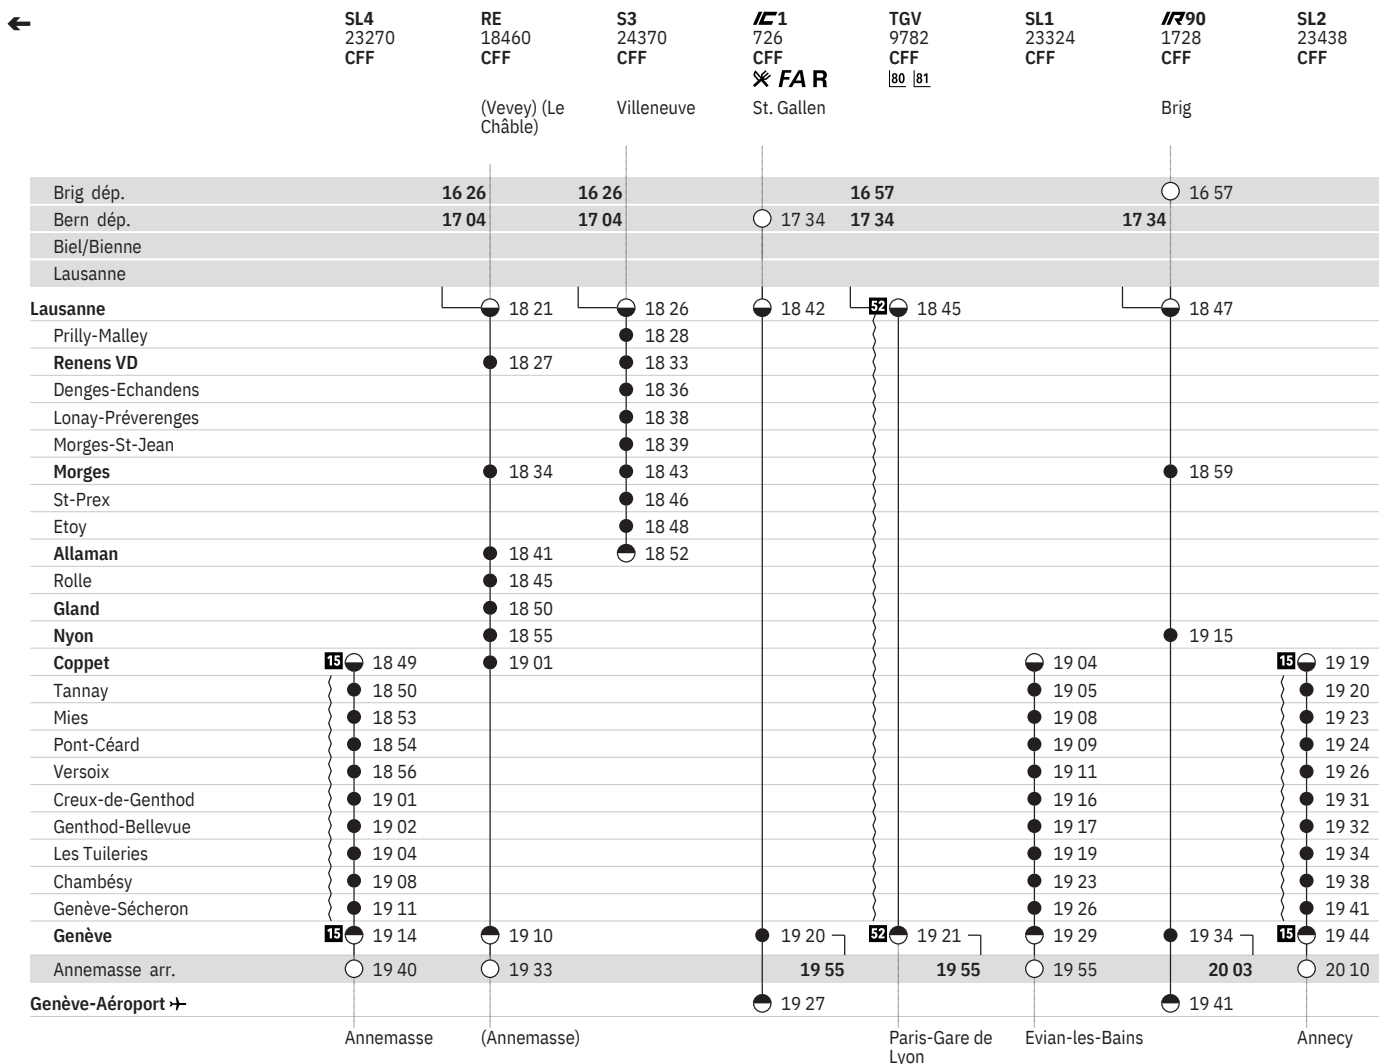 SL4 RE S3 IC1 TGV SL1 IR90 SL2
23270 18460 24370 726 9782 23324 1728 23438
CFF CFF CFF CFF CFF CFF CFF CFF
FA R 80 81
(Vevey) (Le Châble) Villeneuve St. Gallen Brig
Brig dép. 16 26 16 26 16 57 16 57
Bern dép. 17 04 17 04 17 34 17 34 17 34
Biel/Bienne
Lausanne
Lausanne 18 21 18 26 18 42 52 18 45 18 47
Prilly-Malley 18 28
Renens VD 18 27 18 33
Denges-Echandens 18 36
Lonay-Préverenges 18 38
Morges-St-Jean 18 39
Morges 18 34 18 43 18 59
St-Prex 18 46
Etoy 18 48
Allaman 18 41 18 52
Rolle 18 45
Gland 18 50
Nyon 18 55 19 15
Coppet 15 18 49 19 01 19 04 15 19 19
Tannay 18 50 19 05 19 20
Mies 18 53 19 08 19 23
Pont-Céard 18 54 19 09 19 24
Versoix 18 56 19 11 19 26
Creux-de-Genthod 19 01 19 16 19 31
Genthod-Bellevue 19 02 19 17 19 32
Les Tuileries 19 04 19 19 19 34
Chambésy 19 08 19 23 19 38
Genève-Sécheron 19 11 19 26 19 41
Genève 15 19 14 19 10 19 20 52 19 21 19 29 19 34 15 19 44
Annemasse arr. 19 40 19 33 19 55 19 55 19 55 20 03 20 10
Genève-Aéroport 19 27 19 41
Annemasse (Annemasse) Paris-Gare de Lyon Evian-les-Bains Annecy